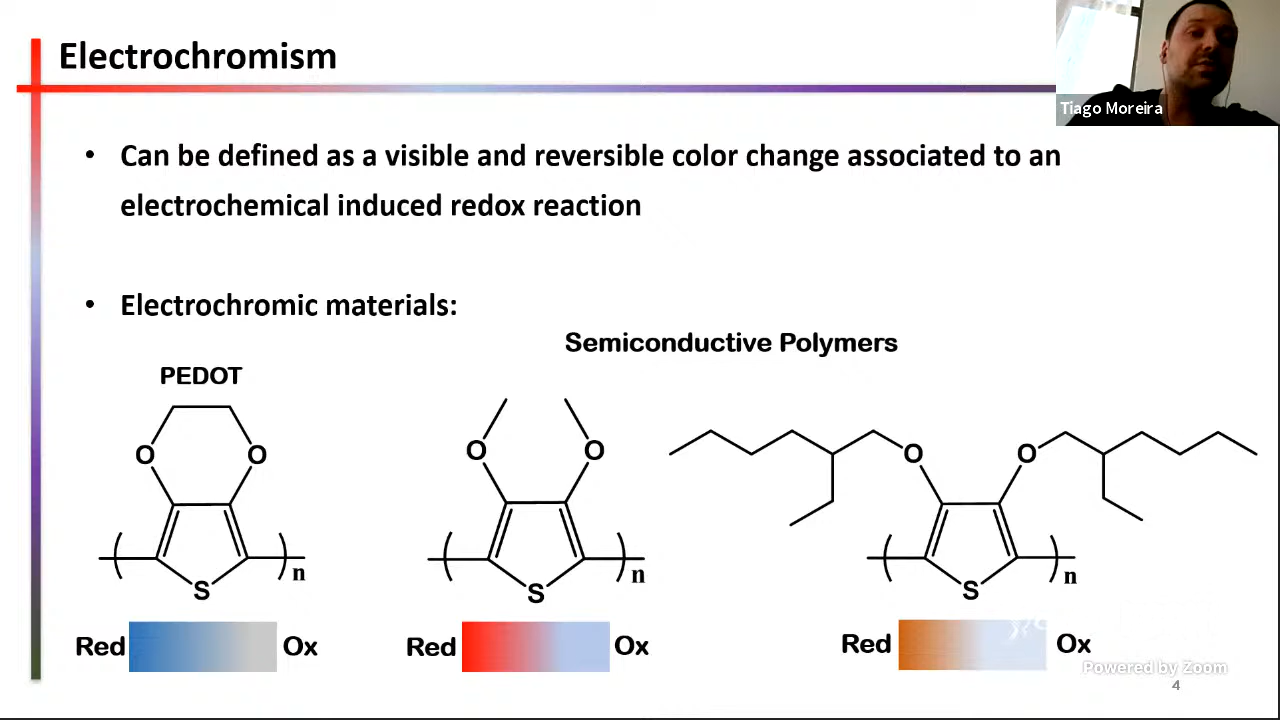 Electrochromism
Tiago Moreira
• Can be defined as a visible and reversible color change associated to an
electrochemical induced redox reaction
• Electrochromic materials:
Semiconductive Polymers
PEDOT
O O
S
n
O O
S
n
O O
S
n
Red Ox
Red Ox
Red Ox
Powered by Zoom
4